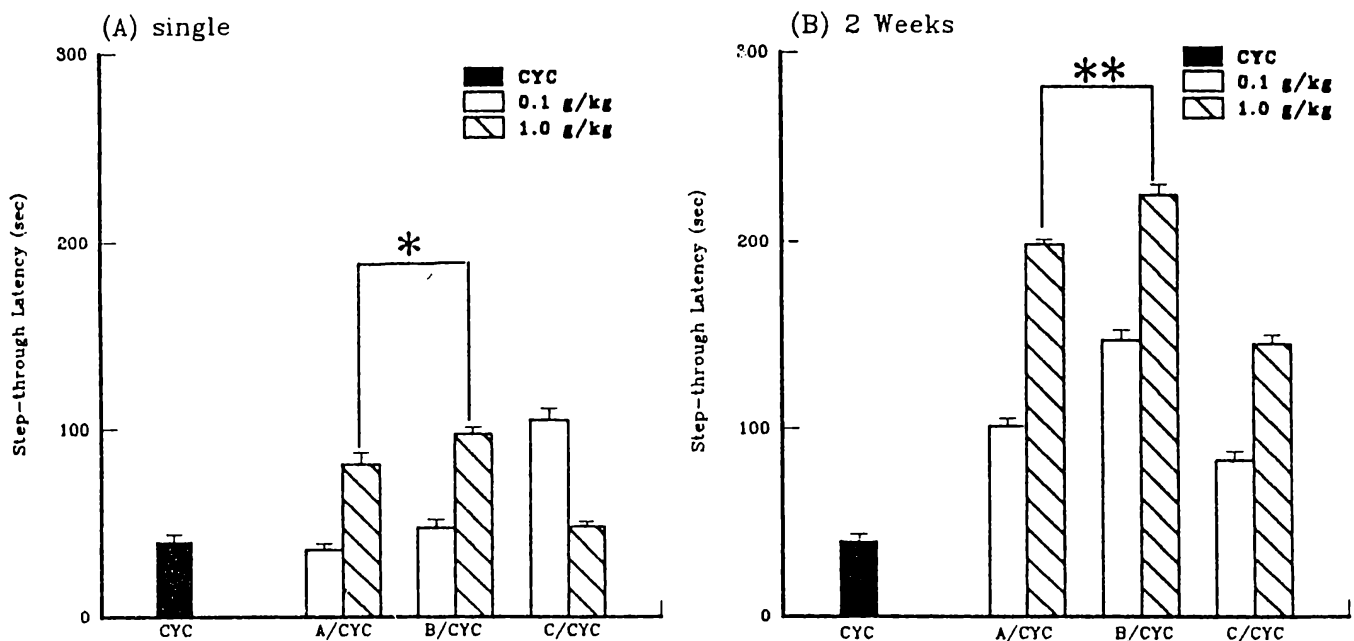 (A) single
300
200
100
0
Step-through Latency (sec)
CYC
0.1 g/kg
1.0 g/kg
*
CYC
A/CYC
B/CYC
C/CYC
(B) 2 Weeks
300
200
100
0
Step-through Latency (sec)
CYC
0.1 g/kg
1.0 g/kg
**
CYC
A/CYC
B/CYC
C/CYC